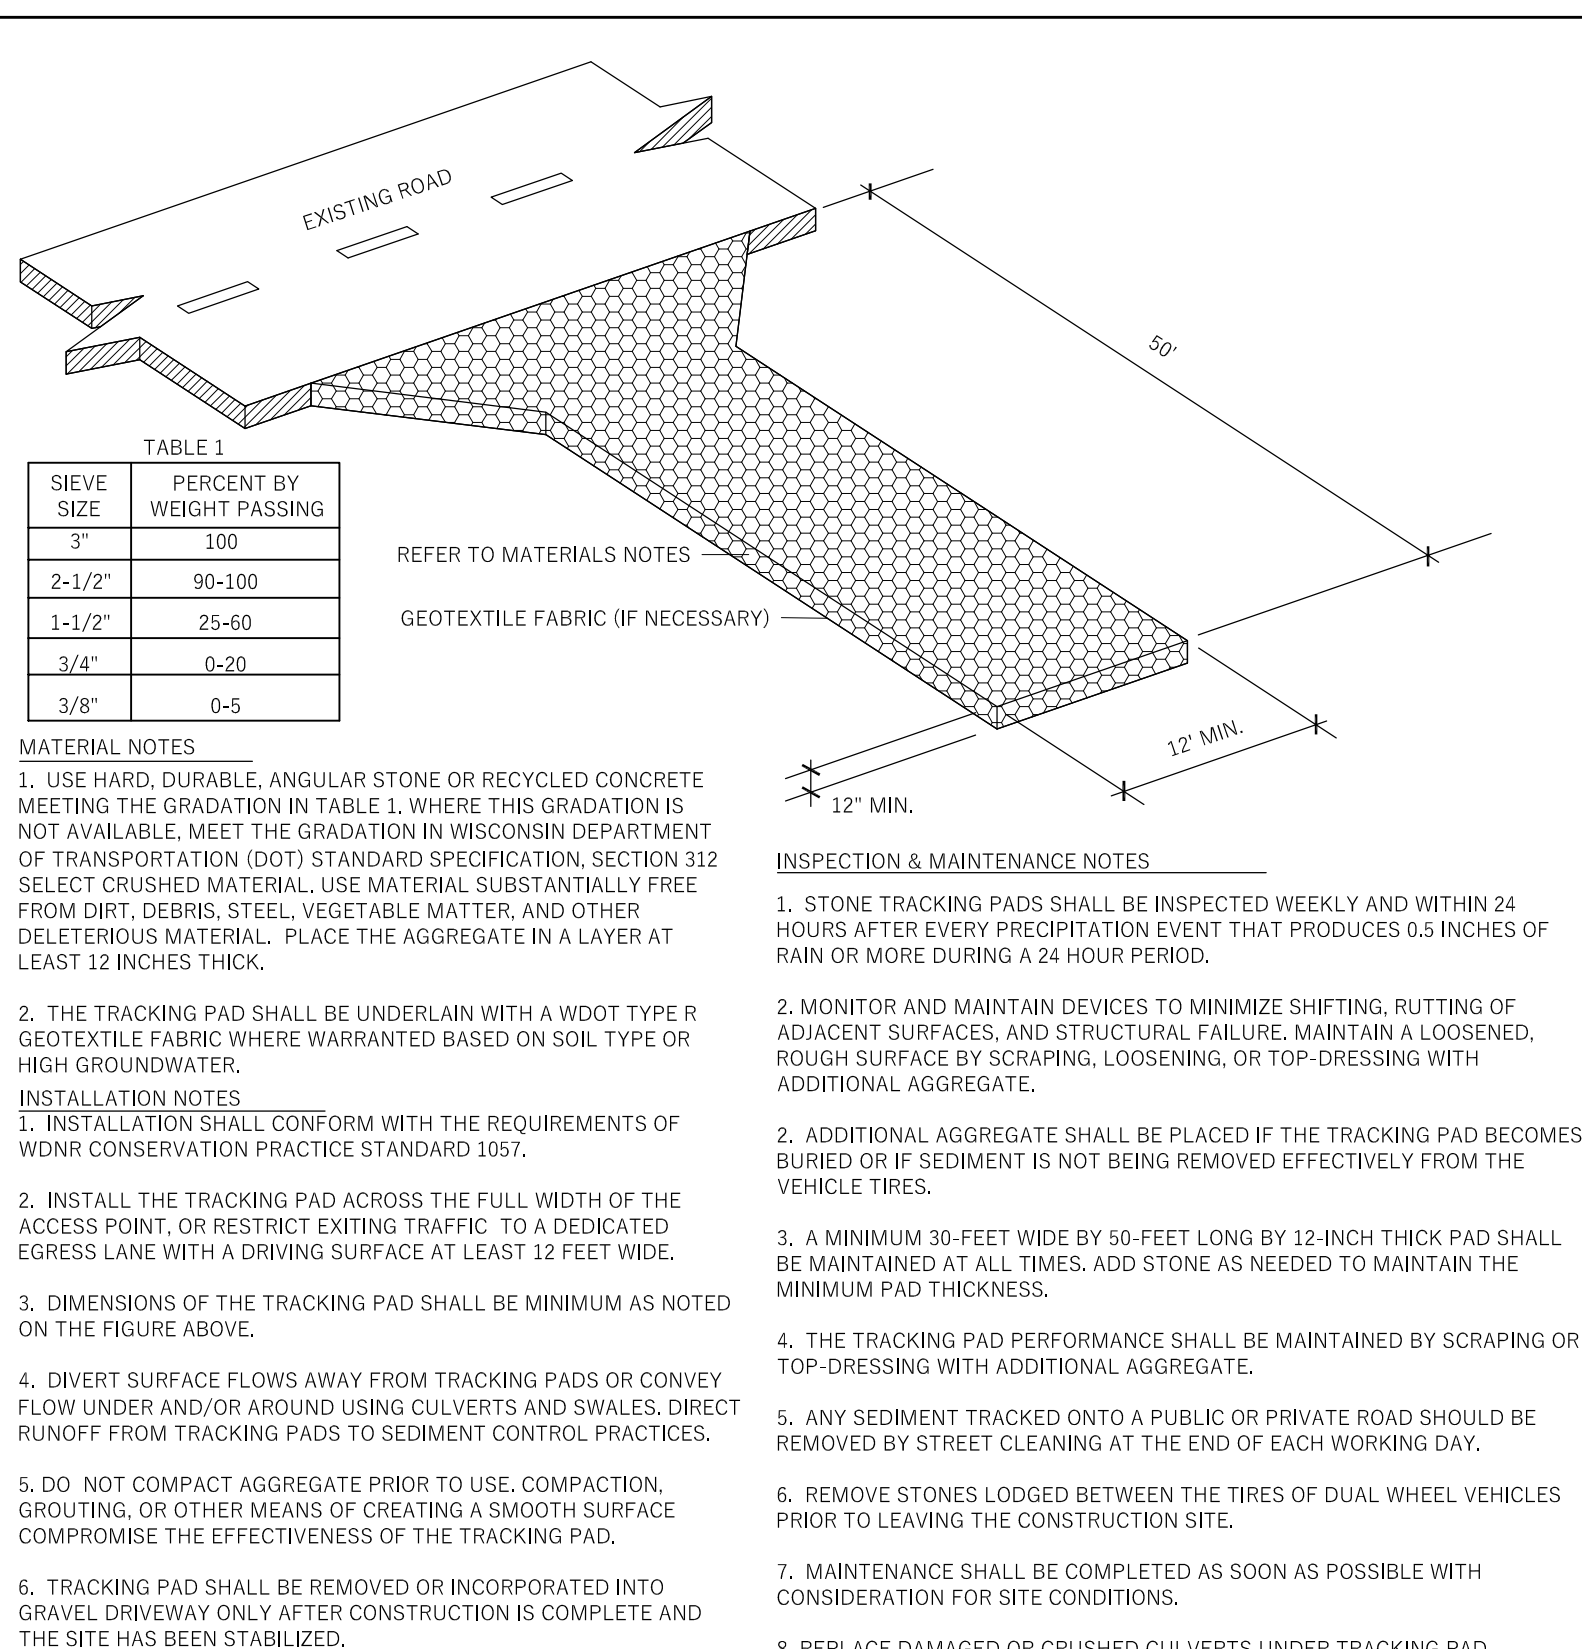 EXISTING ROAD
50'
TABLE 1
SIEVE SIZE PERCENT BY WEIGHT PASSING
3" 100
2-1/2" 90-100
1-1/2" 25-60
3/4" 0-20
3/8" 0-5
REFER TO MATERIALS NOTES
GEOTEXTILE FABRIC (IF NECESSARY)
12' MIN.
12" MIN.
MATERIAL NOTES
1. USE HARD, DURABLE, ANGULAR STONE OR RECYCLED CONCRETE
MEETING THE GRADATION IN TABLE 1. WHERE THIS GRADATION IS
NOT AVAILABLE, MEET THE GRADATION IN WISCONSIN DEPARTMENT
OF TRANSPORTATION (DOT) STANDARD SPECIFICATION, SECTION 312
SELECT CRUSHED MATERIAL. USE MATERIAL SUBSTANTIALLY FREE
FROM DIRT, DEBRIS, STEEL, VEGETABLE MATTER, AND OTHER
DELETERIOUS MATERIAL. PLACE THE AGGREGATE IN A LAYER AT
LEAST 12 INCHES THICK.
2. THE TRACKING PAD SHALL BE UNDERLAIN WITH A WDOT TYPE R
GEOTEXTILE FABRIC WHERE WARRANTED BASED ON SOIL TYPE OR
HIGH GROUNDWATER.
INSTALLATION NOTES
1. INSTALLATION SHALL CONFORM WITH THE REQUIREMENTS OF
WDNR CONSERVATION PRACTICE STANDARD 1057.
2. INSTALL THE TRACKING PAD ACROSS THE FULL WIDTH OF THE
ACCESS POINT, OR RESTRICT EXITING TRAFFIC TO A DEDICATED
EGRESS LANE WITH A DRIVING SURFACE AT LEAST 12 FEET WIDE.
3. DIMENSIONS OF THE TRACKING PAD SHALL BE MINIMUM AS NOTED
ON THE FIGURE ABOVE.
4. DIVERT SURFACE FLOWS AWAY FROM TRACKING PADS OR CONVEY
FLOW UNDER AND/OR AROUND USING CULVERTS AND SWALES. DIRECT
RUNOFF FROM TRACKING PADS TO SEDIMENT CONTROL PRACTICES.
5. DO NOT COMPACT AGGREGATE PRIOR TO USE. COMPACTION,
GROUTING, OR OTHER MEANS OF CREATING A SMOOTH SURFACE
COMPROMISE THE EFFECTIVENESS OF THE TRACKING PAD.
6. TRACKING PAD SHALL BE REMOVED OR INCORPORATED INTO
GRAVEL DRIVEWAY ONLY AFTER CONSTRUCTION IS COMPLETE AND
THE SITE HAS BEEN STABILIZED.
INSPECTION & MAINTENANCE NOTES
1. STONE TRACKING PADS SHALL BE INSPECTED WEEKLY AND WITHIN 24
HOURS AFTER EVERY PRECIPITATION EVENT THAT PRODUCES 0.5 INCHES OF
RAIN OR MORE DURING A 24 HOUR PERIOD.
2. MONITOR AND MAINTAIN DEVICES TO MINIMIZE SHIFTING, RUTTING OF
ADJACENT SURFACES, AND STRUCTURAL FAILURE. MAINTAIN A LOOSENED,
ROUGH SURFACE BY SCRAPING, LOOSENING, OR TOP-DRESSING WITH
ADDITIONAL AGGREGATE.
2. ADDITIONAL AGGREGATE SHALL BE PLACED IF THE TRACKING PAD BECOMES
BURIED OR IF SEDIMENT IS NOT BEING REMOVED EFFECTIVELY FROM THE
VEHICLE TIRES.
3. A MINIMUM 30-FEET WIDE BY 50-FEET LONG BY 12-INCH THICK PAD SHALL
BE MAINTAINED AT ALL TIMES. ADD STONE AS NEEDED TO MAINTAIN THE
MINIMUM PAD THICKNESS.
4. THE TRACKING PAD PERFORMANCE SHALL BE MAINTAINED BY SCRAPING OR
TOP-DRESSING WITH ADDITIONAL AGGREGATE.
5. ANY SEDIMENT TRACKED ONTO A PUBLIC OR PRIVATE ROAD SHOULD BE
REMOVED BY STREET CLEANING AT THE END OF EACH WORKING DAY.
6. REMOVE STONES LODGED BETWEEN THE TIRES OF DUAL WHEEL VEHICLES
PRIOR TO LEAVING THE CONSTRUCTION SITE.
7. MAINTENANCE SHALL BE COMPLETED AS SOON AS POSSIBLE WITH
CONSIDERATION FOR SITE CONDITIONS.
8. REPLACE DAMAGED OR CRUSHED CULVERTS UNDER TRACKING PAD